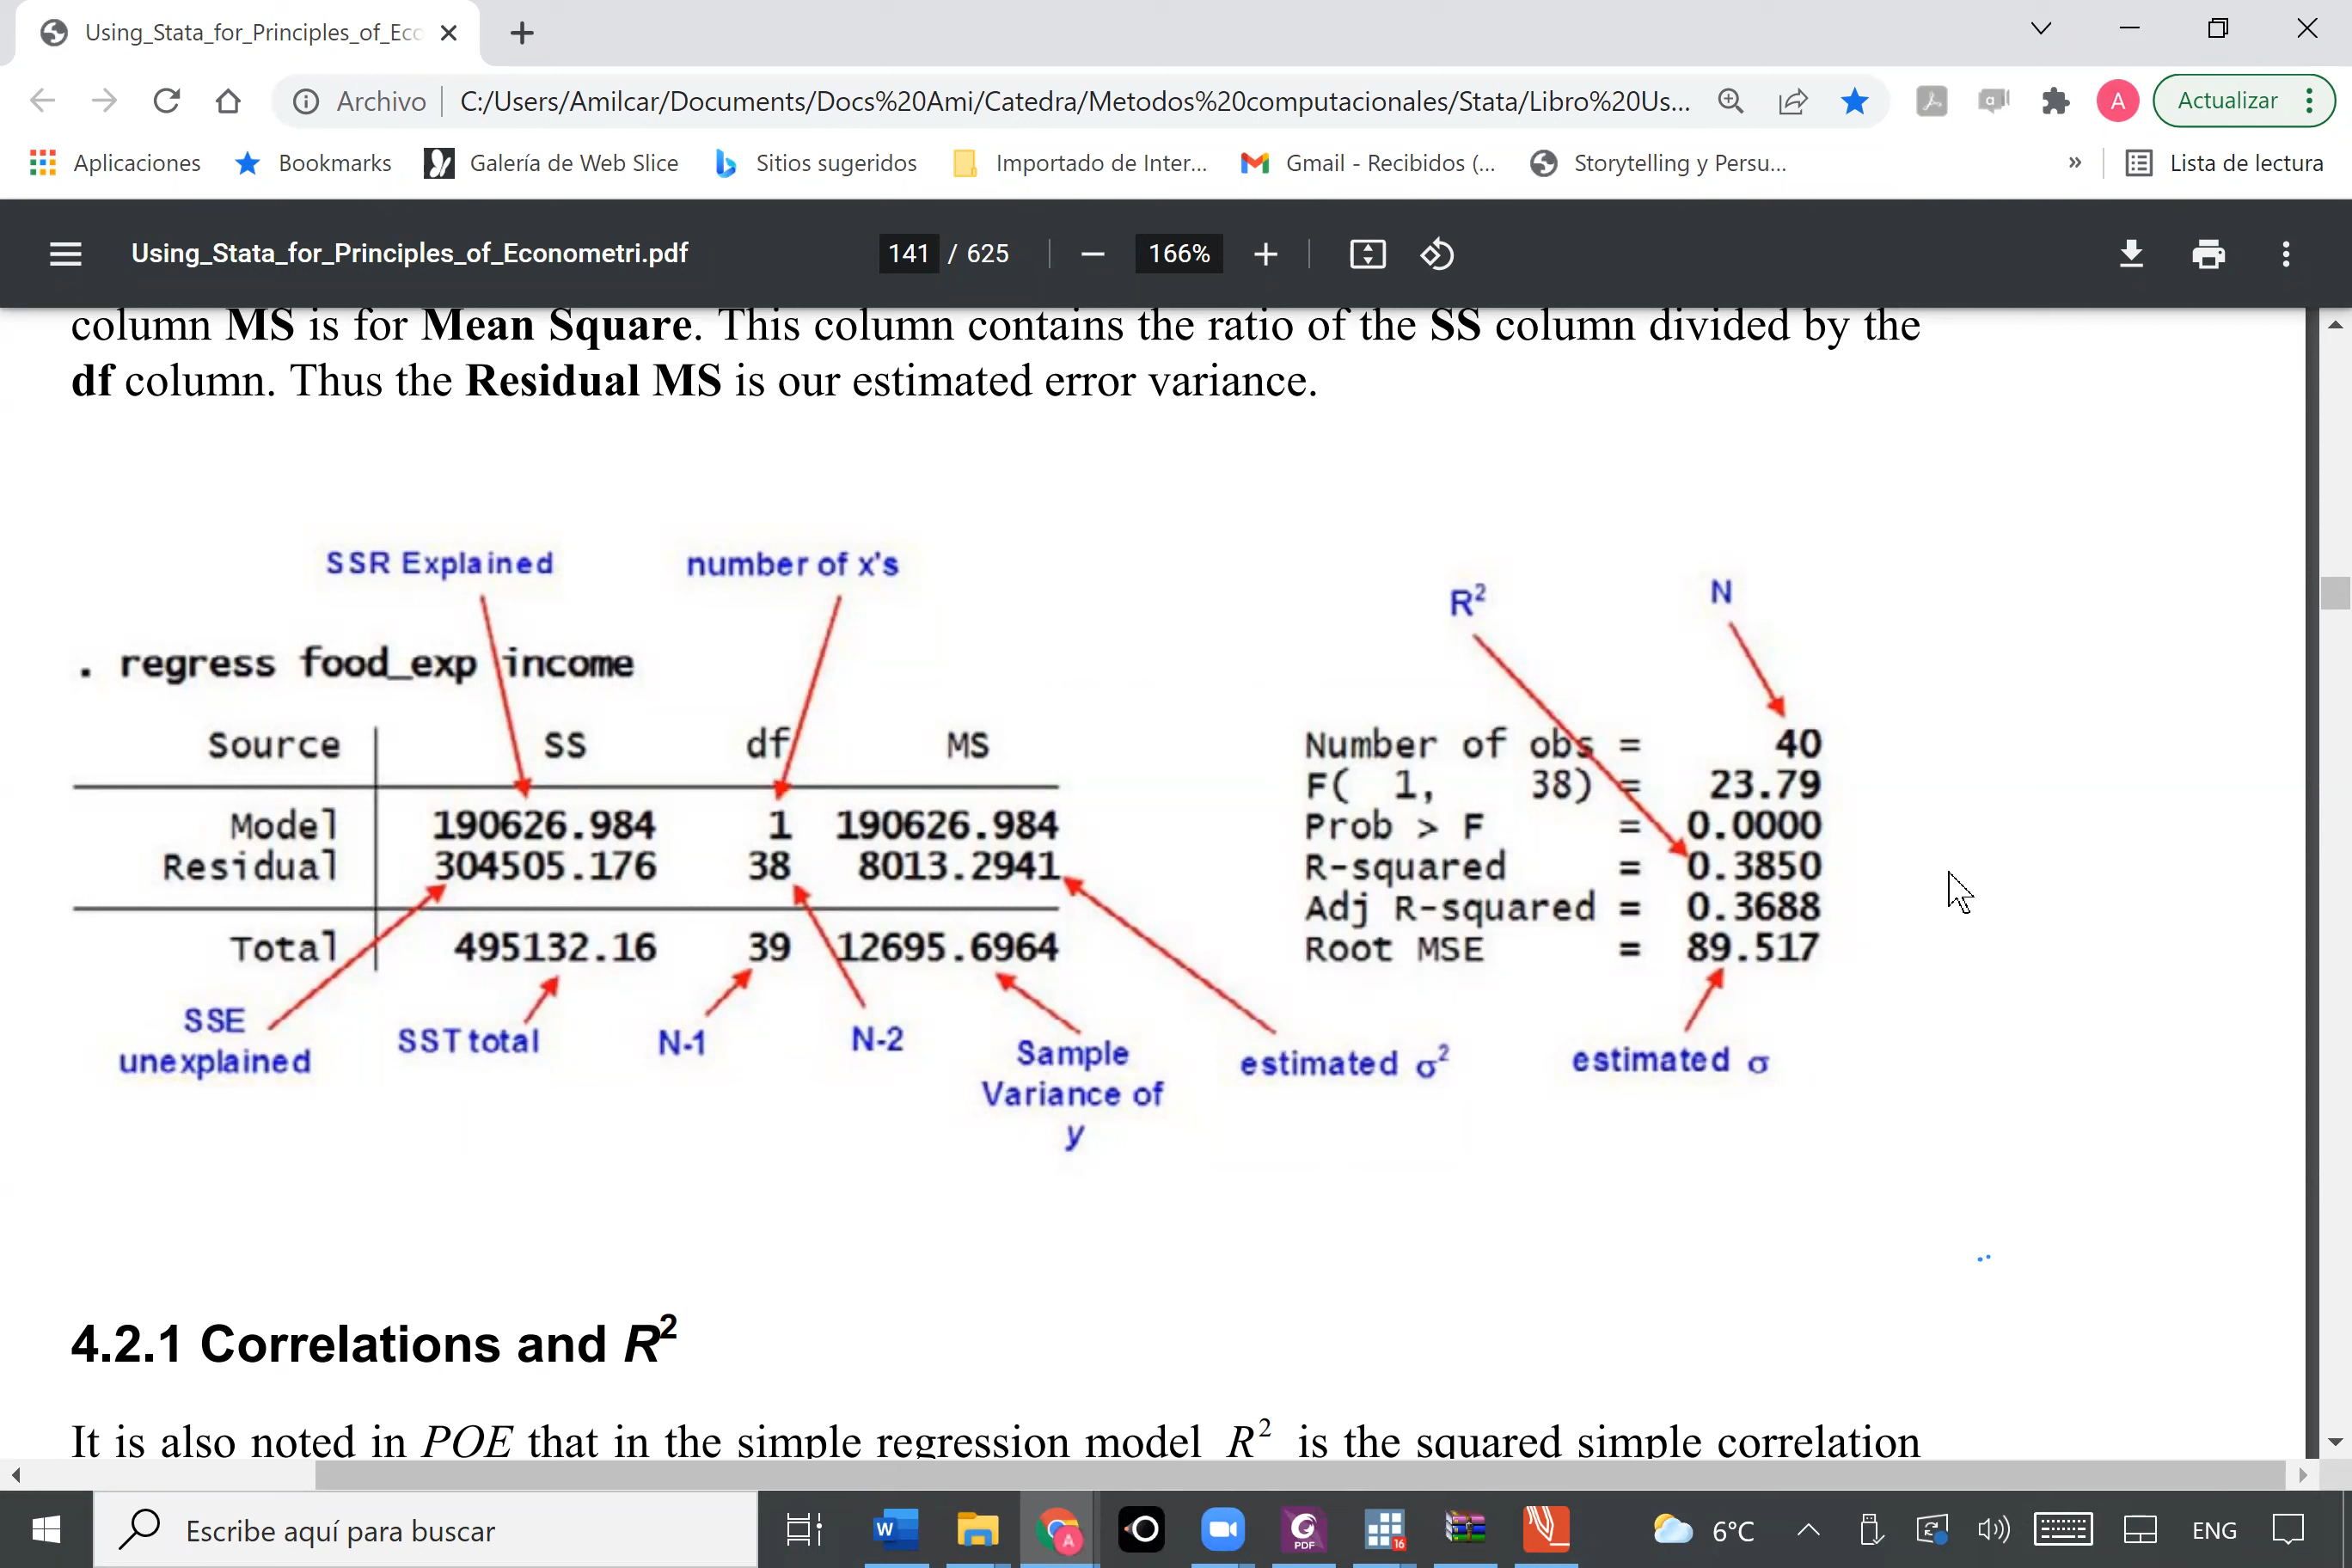 Using_Stata_for_Principles_of_Ecc
Archivo C:/Users/Amilcar/Documents/Docs%20Ami/Catedra/Metodos%20computacionales/Stata/Libro%20Us... A Actualizar
Aplicaciones Bookmarks Galería de Web Slice Sitios sugeridos Importado de Inter... Gmail - Recibidos (... Storytelling y Persu... » Lista de lectura
Using_Stata_for_Principles_of_Econometri.pdf 141 / 625 166%
column MS is for Mean Square. This column contains the ratio of the SS column divided by the
df column. Thus the Residual MS is our estimated error variance.
SSR Explained number of x's R² N
. regress food_exp income
Source SS df MS Number of obs = 40
F( 1, 38) = 23.79
Model 190626.984 1 190626.984 Prob > F = 0.0000
Residual 304505.176 38 8013.2941 R-squared = 0.3850
Adj R-squared = 0.3688
Total 495132.16 39 12695.6964 Root MSE = 89.517
SSE unexplained
SST total
N-1
N-2
Sample Variance of y
estimated σ²
estimated σ
4.2.1 Correlations and R²
It is also noted in POE that in the simple regression model R² is the squared simple correlation
Escribe aquí para buscar W A PDF 16 6°C ENG